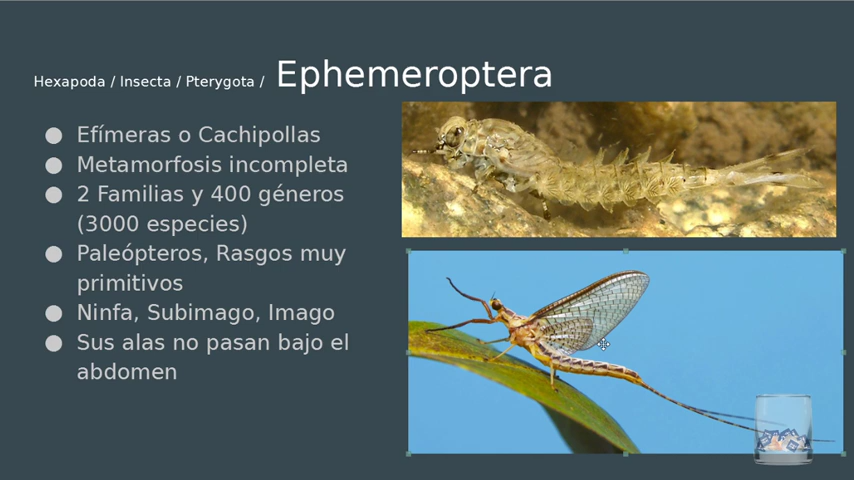 Hexapoda / Insecta / Pterygota / Ephemeroptera
● Efímeras o Cachipollas
● Metamorfosis incompleta
● 2 Familias y 400 géneros
(3000 especies)
● Paleópteros, Rasgos muy
primitivos
● Ninfa, Subimago, Imago
● Sus alas no pasan bajo el
abdomen